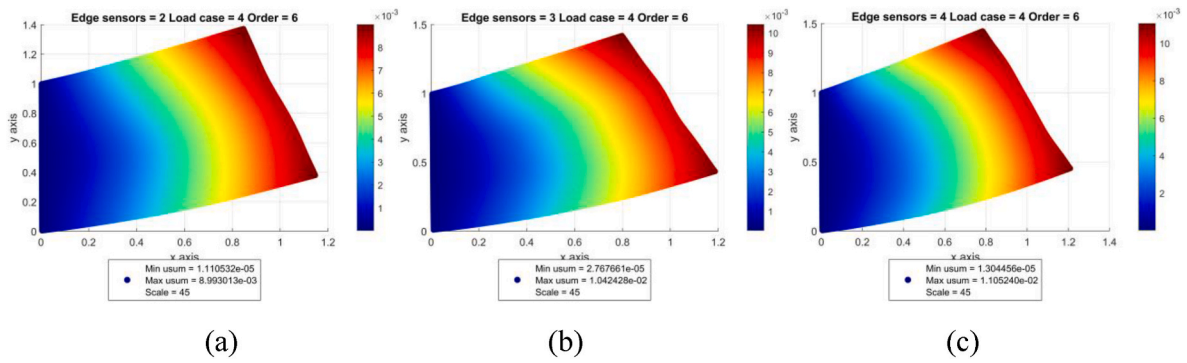 Edge sensors = 2 Load case = 4 Order = 6
×10⁻³
1.4
1.2
1
0.8
0.6
0.4
0.2
0
y axis
0 0.2 0.4 0.6 0.8 1 1.2
x axis
8
7
6
5
4
3
2
1
Min usum = 1.110532e-05
Max usum = 8.993013e-03
Scale = 45
(a)
Edge sensors = 3 Load case = 4 Order = 6
×10⁻³
1.5
1
0.5
0
y axis
0 0.2 0.4 0.6 0.8 1 1.2
x axis
10
9
8
7
6
5
4
3
2
1
Min usum = 2.767661e-05
Max usum = 1.042428e-02
Scale = 45
(b)
Edge sensors = 4 Load case = 4 Order = 6
×10⁻³
1.5
1
0.5
0
y axis
0 0.2 0.4 0.6 0.8 1 1.2 1.4
x axis
10
8
6
4
2
Min usum = 1.304456e-05
Max usum = 1.105240e-02
Scale = 45
(c)